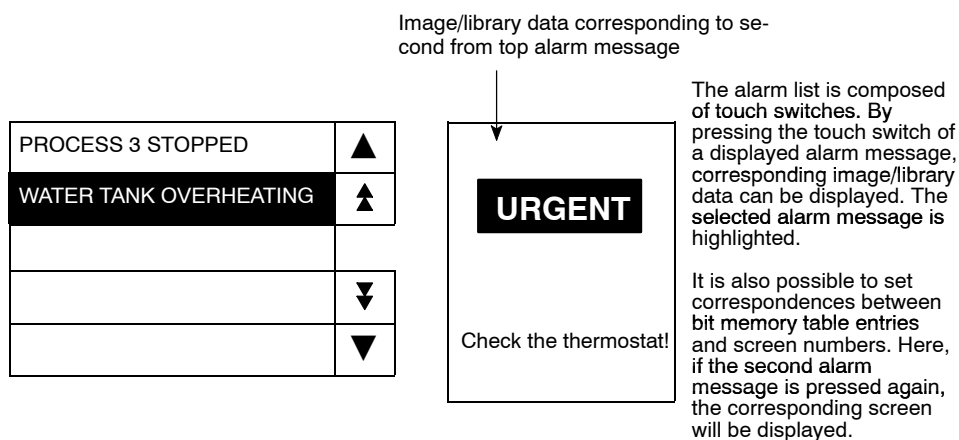 Image/library data corresponding to se-
cond from top alarm message
PROCESS 3 STOPPED
WATER TANK OVERHEATING
URGENT
Check the thermostat!
The alarm list is composed
of touch switches. By
pressing the touch switch of
a displayed alarm message,
corresponding image/library
data can be displayed. The
selected alarm message is
highlighted.
It is also possible to set
correspondences between
bit memory table entries
and screen numbers. Here,
if the second alarm
message is pressed again,
the corresponding screen
will be displayed.